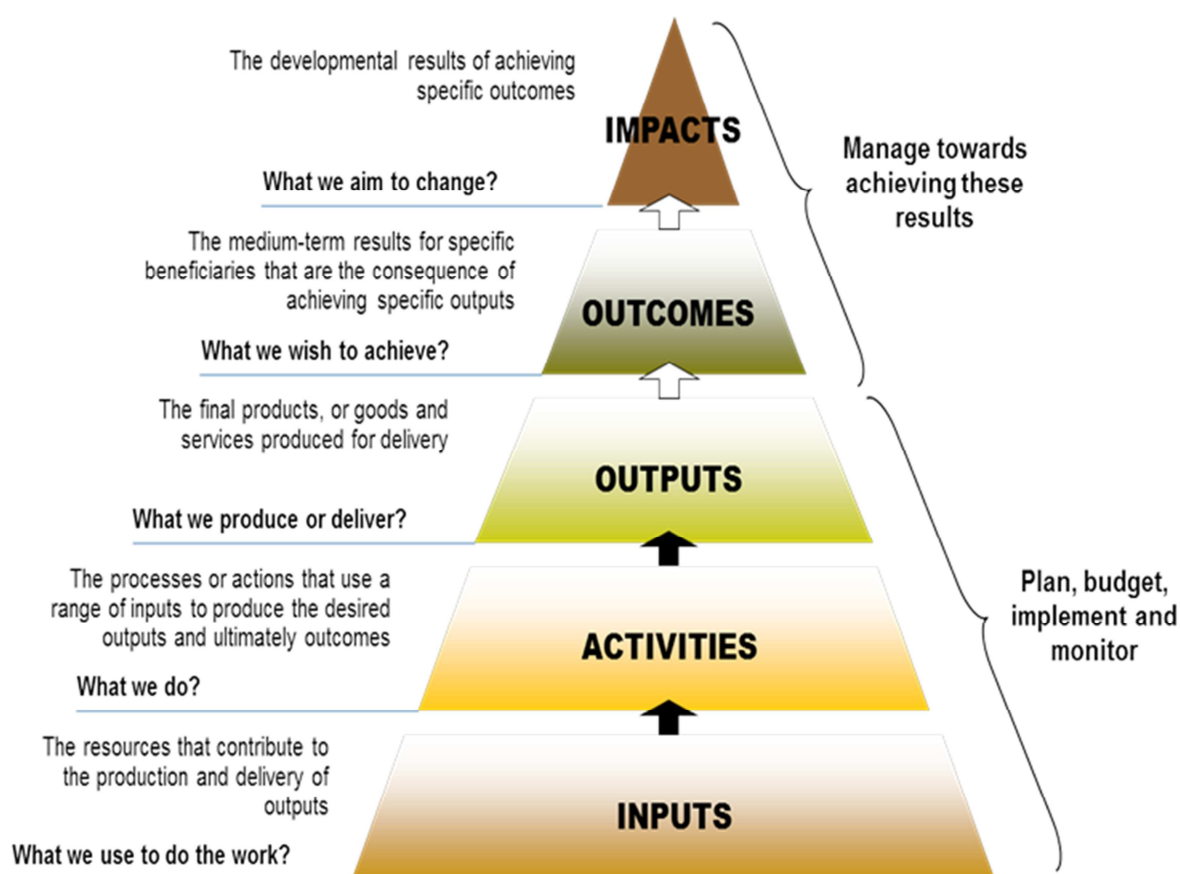 The developmental results of achieving
specific outcomes
IMPACTS
What we aim to change?
Manage towards
achieving these
results
The medium-term results for specific
beneficiaries that are the consequence of
achieving specific outputs
OUTCOMES
What we wish to achieve?
The final products, or goods and
services produced for delivery
OUTPUTS
What we produce or deliver?
The processes or actions that use a
range of inputs to produce the desired
outputs and ultimately outcomes
ACTIVITIES
What we do?
Plan, budget,
implement and
monitor
The resources that contribute to
the production and delivery of
outputs
INPUTS
What we use to do the work?